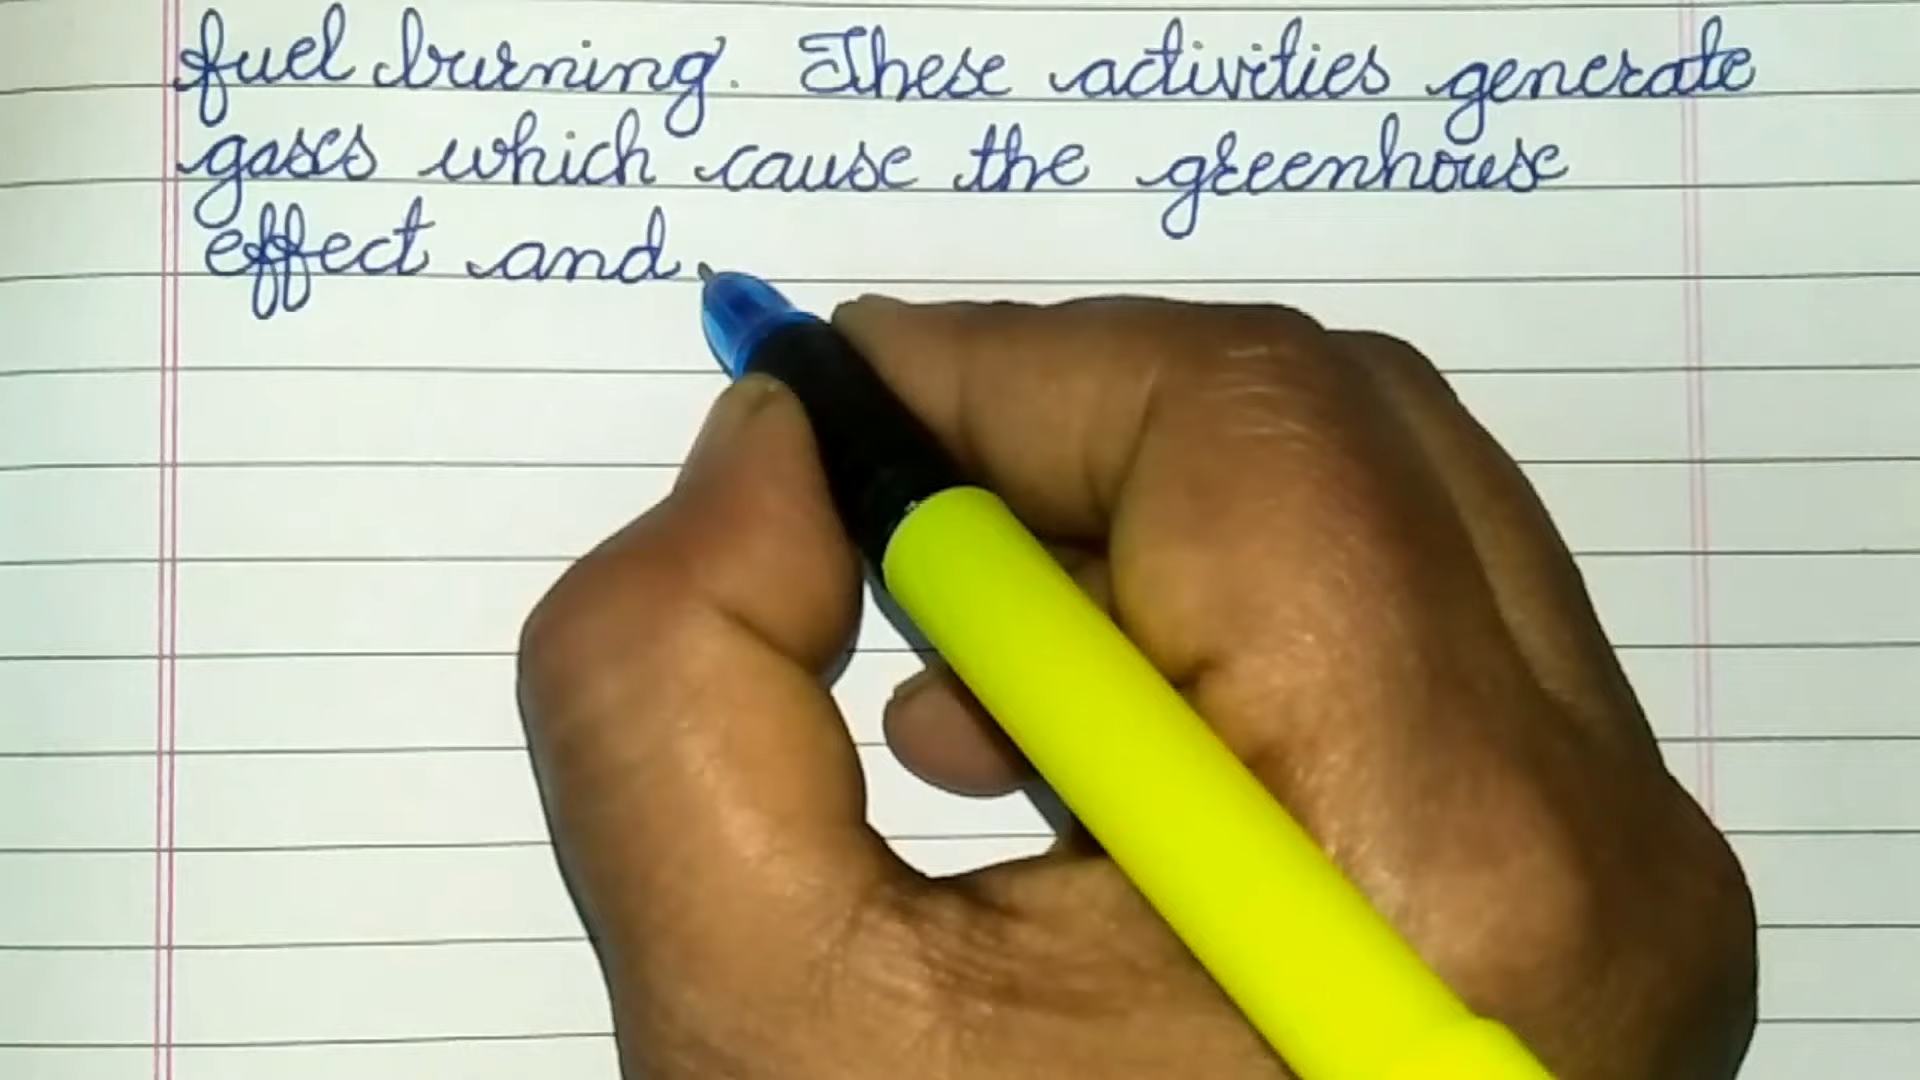 fuel burning. These activities generate
gases which cause the greenhouse
effect and